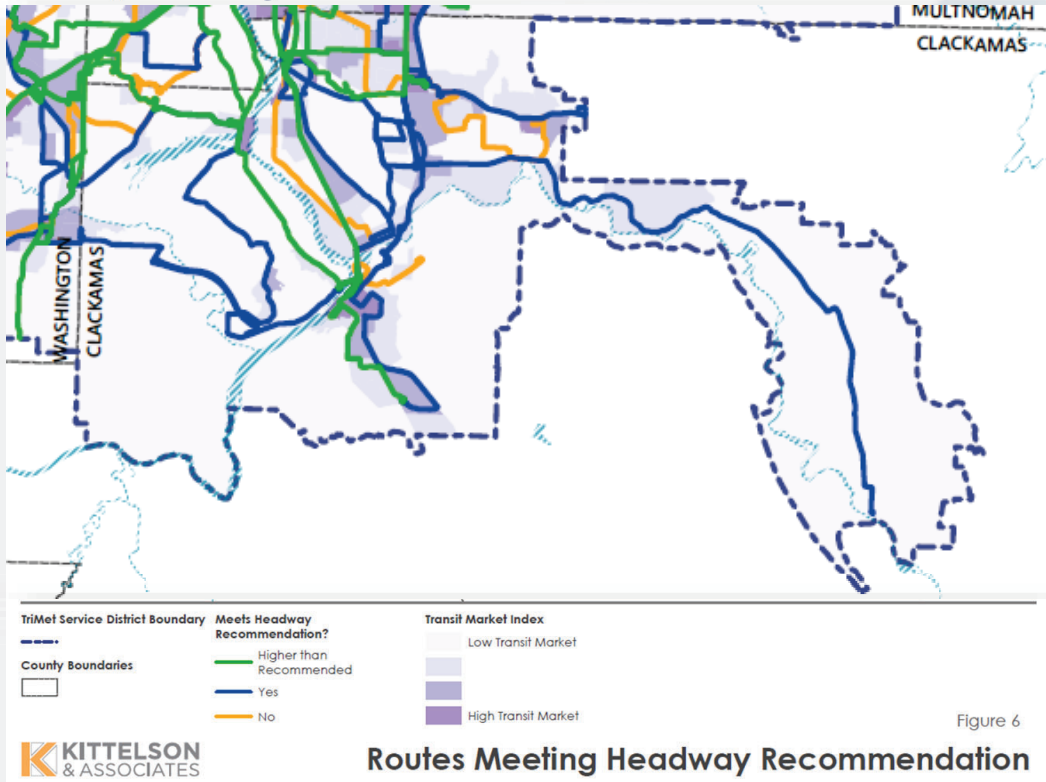 MULTNOMAH
CLACKAMAS
WASHINGTON
CLACKAMAS
TriMet Service District Boundary
County Boundaries
Meets Headway
Recommendation?
Higher than
Recommended
Yes
No
Transit Market Index
Low Transit Market
High Transit Market
Figure 6
KITTELSON
& ASSOCIATES
Routes Meeting Headway Recommendation